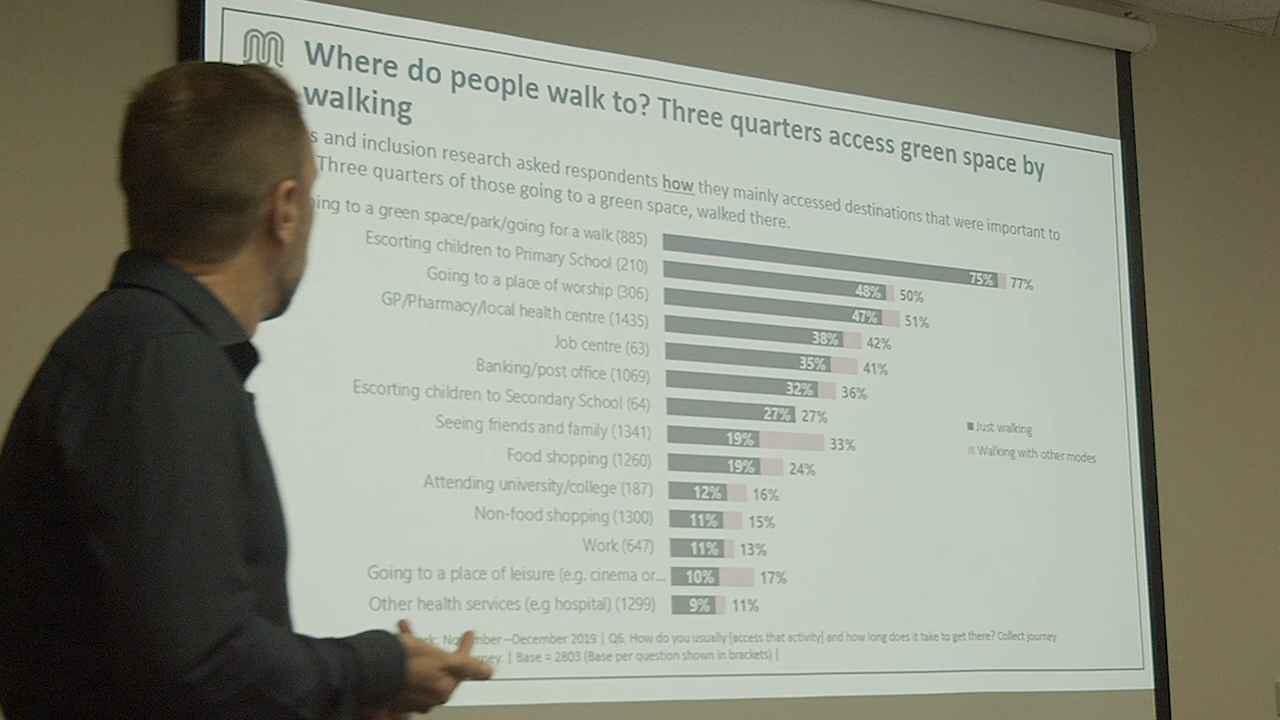 Where do people walk to? Three quarters access green space by
walking
and inclusion research asked respondents how they mainly accessed destinations that were important to
Three quarters of those going to a green space, walked there.
to a green space/park/going for a walk (885) 75% 77%
Escorting children to Primary School (210) 48% 50%
Going to a place of worship (306) 47% 51%
GP/Pharmacy/local health centre (1435) 38% 42%
Job centre (63) 35% 41%
Banking/post office (1069) 32% 36%
Escorting children to Secondary School (64) 27% 27%
Seeing friends and family (1341) 19% 33%
Food shopping (1260) 19% 24%
Attending university/college (187) 12% 16%
Non-food shopping (1300) 11% 15%
Work (647) 11% 13%
Going to a place of leisure (e.g. cinema or... 10% 17%
Other health services (e.g hospital) (1299) 9% 11%
Just walking
Walking with other modes
November–December 2019 | Q6. How do you usually [access that activity] and how long does it take to get there? Collect journey
| Base = 2803 (Base per question shown in brackets) |